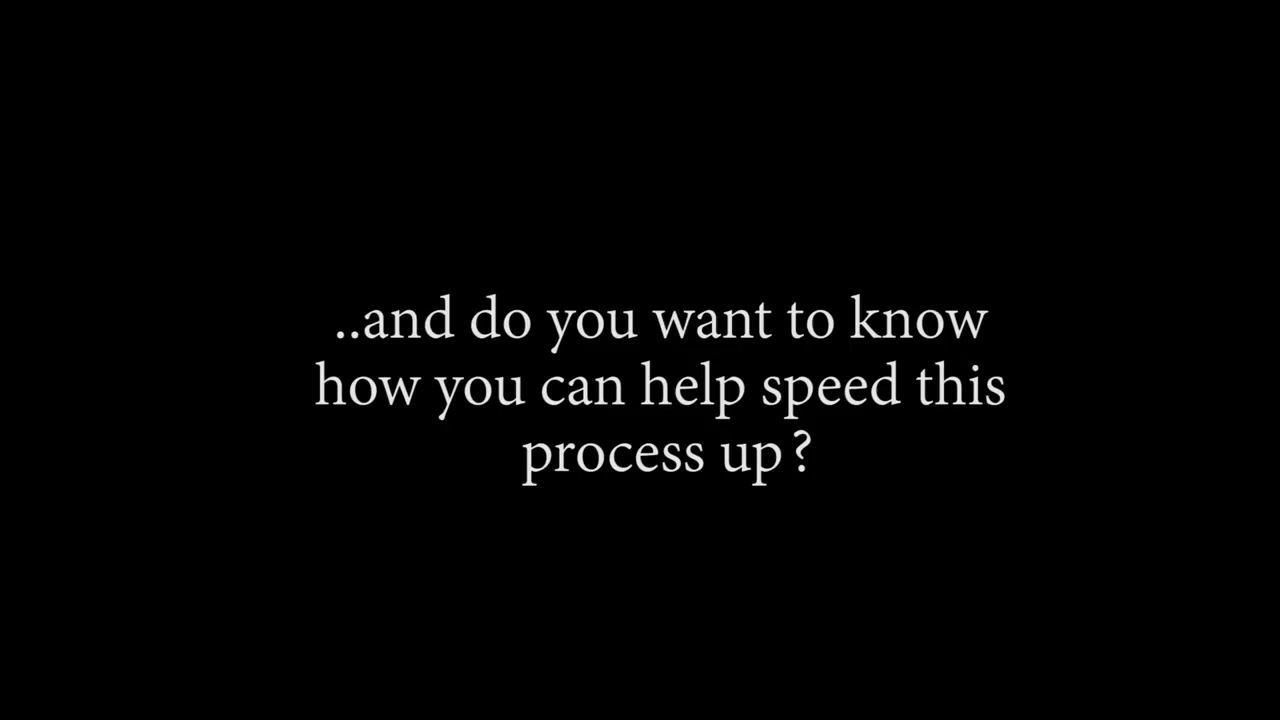 ..and do you want to know
how you can help speed this
process up?